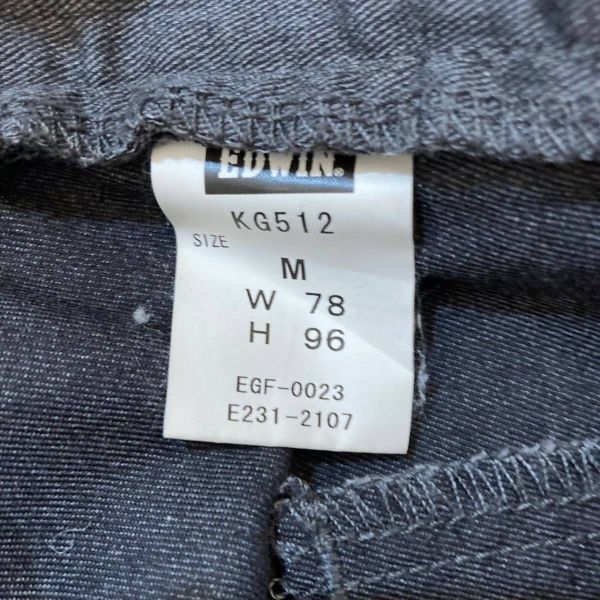 EDWIN®
KG512
SIZE
M
W 78
H 96
EGF-0023
E231-2107